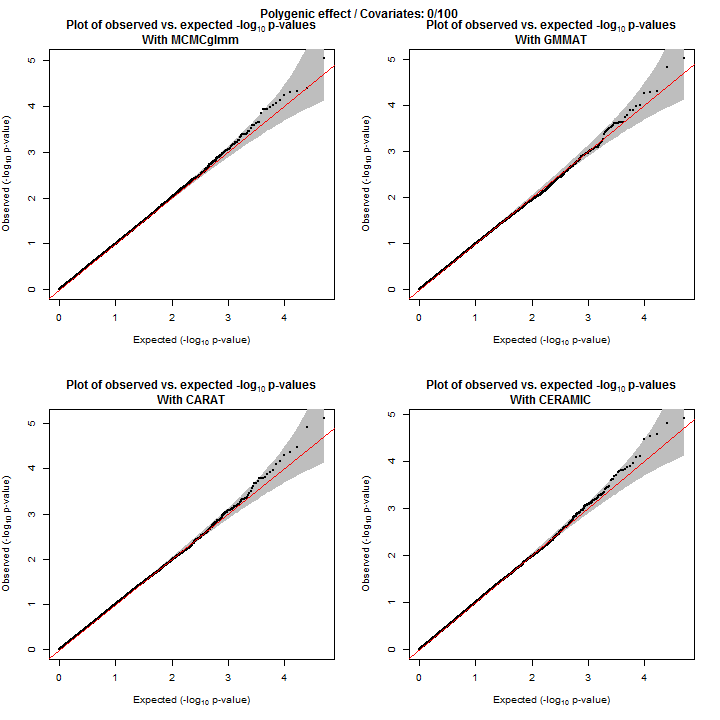 Polygenic effect / Covariates: 0/100
Plot of observed vs. expected -log10 p-values
With MCMCglmm
Observed (-log10 p-value)
5
4
3
2
1
0
0 1 2 3 4
Expected (-log10 p-value)
Plot of observed vs. expected -log10 p-values
With GMMAT
Observed (-log10 p-value)
5
4
3
2
1
0
0 1 2 3 4
Expected (-log10 p-value)
Plot of observed vs. expected -log10 p-values
With CARAT
Observed (-log10 p-value)
5
4
3
2
1
0
0 1 2 3 4
Expected (-log10 p-value)
Plot of observed vs. expected -log10 p-values
With CERAMIC
Observed (-log10 p-value)
5
4
3
2
1
0
0 1 2 3 4
Expected (-log10 p-value)